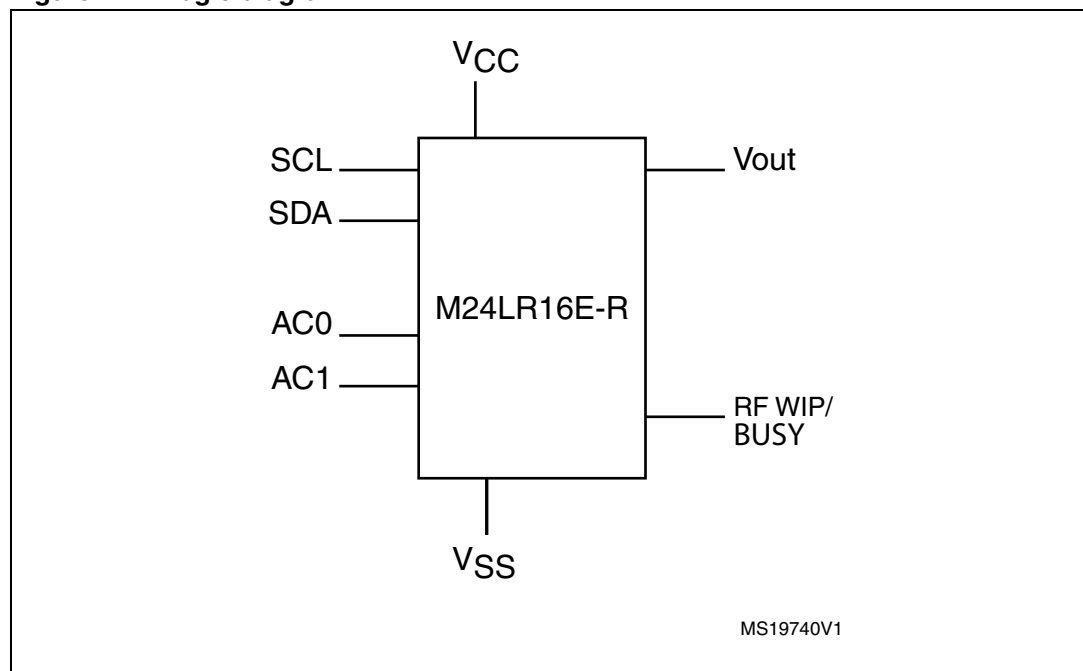 VCC
SCL
SDA
AC0
AC1
M24LR16E-R
Vout
RF WIP/
BUSY
VSS
MS19740V1